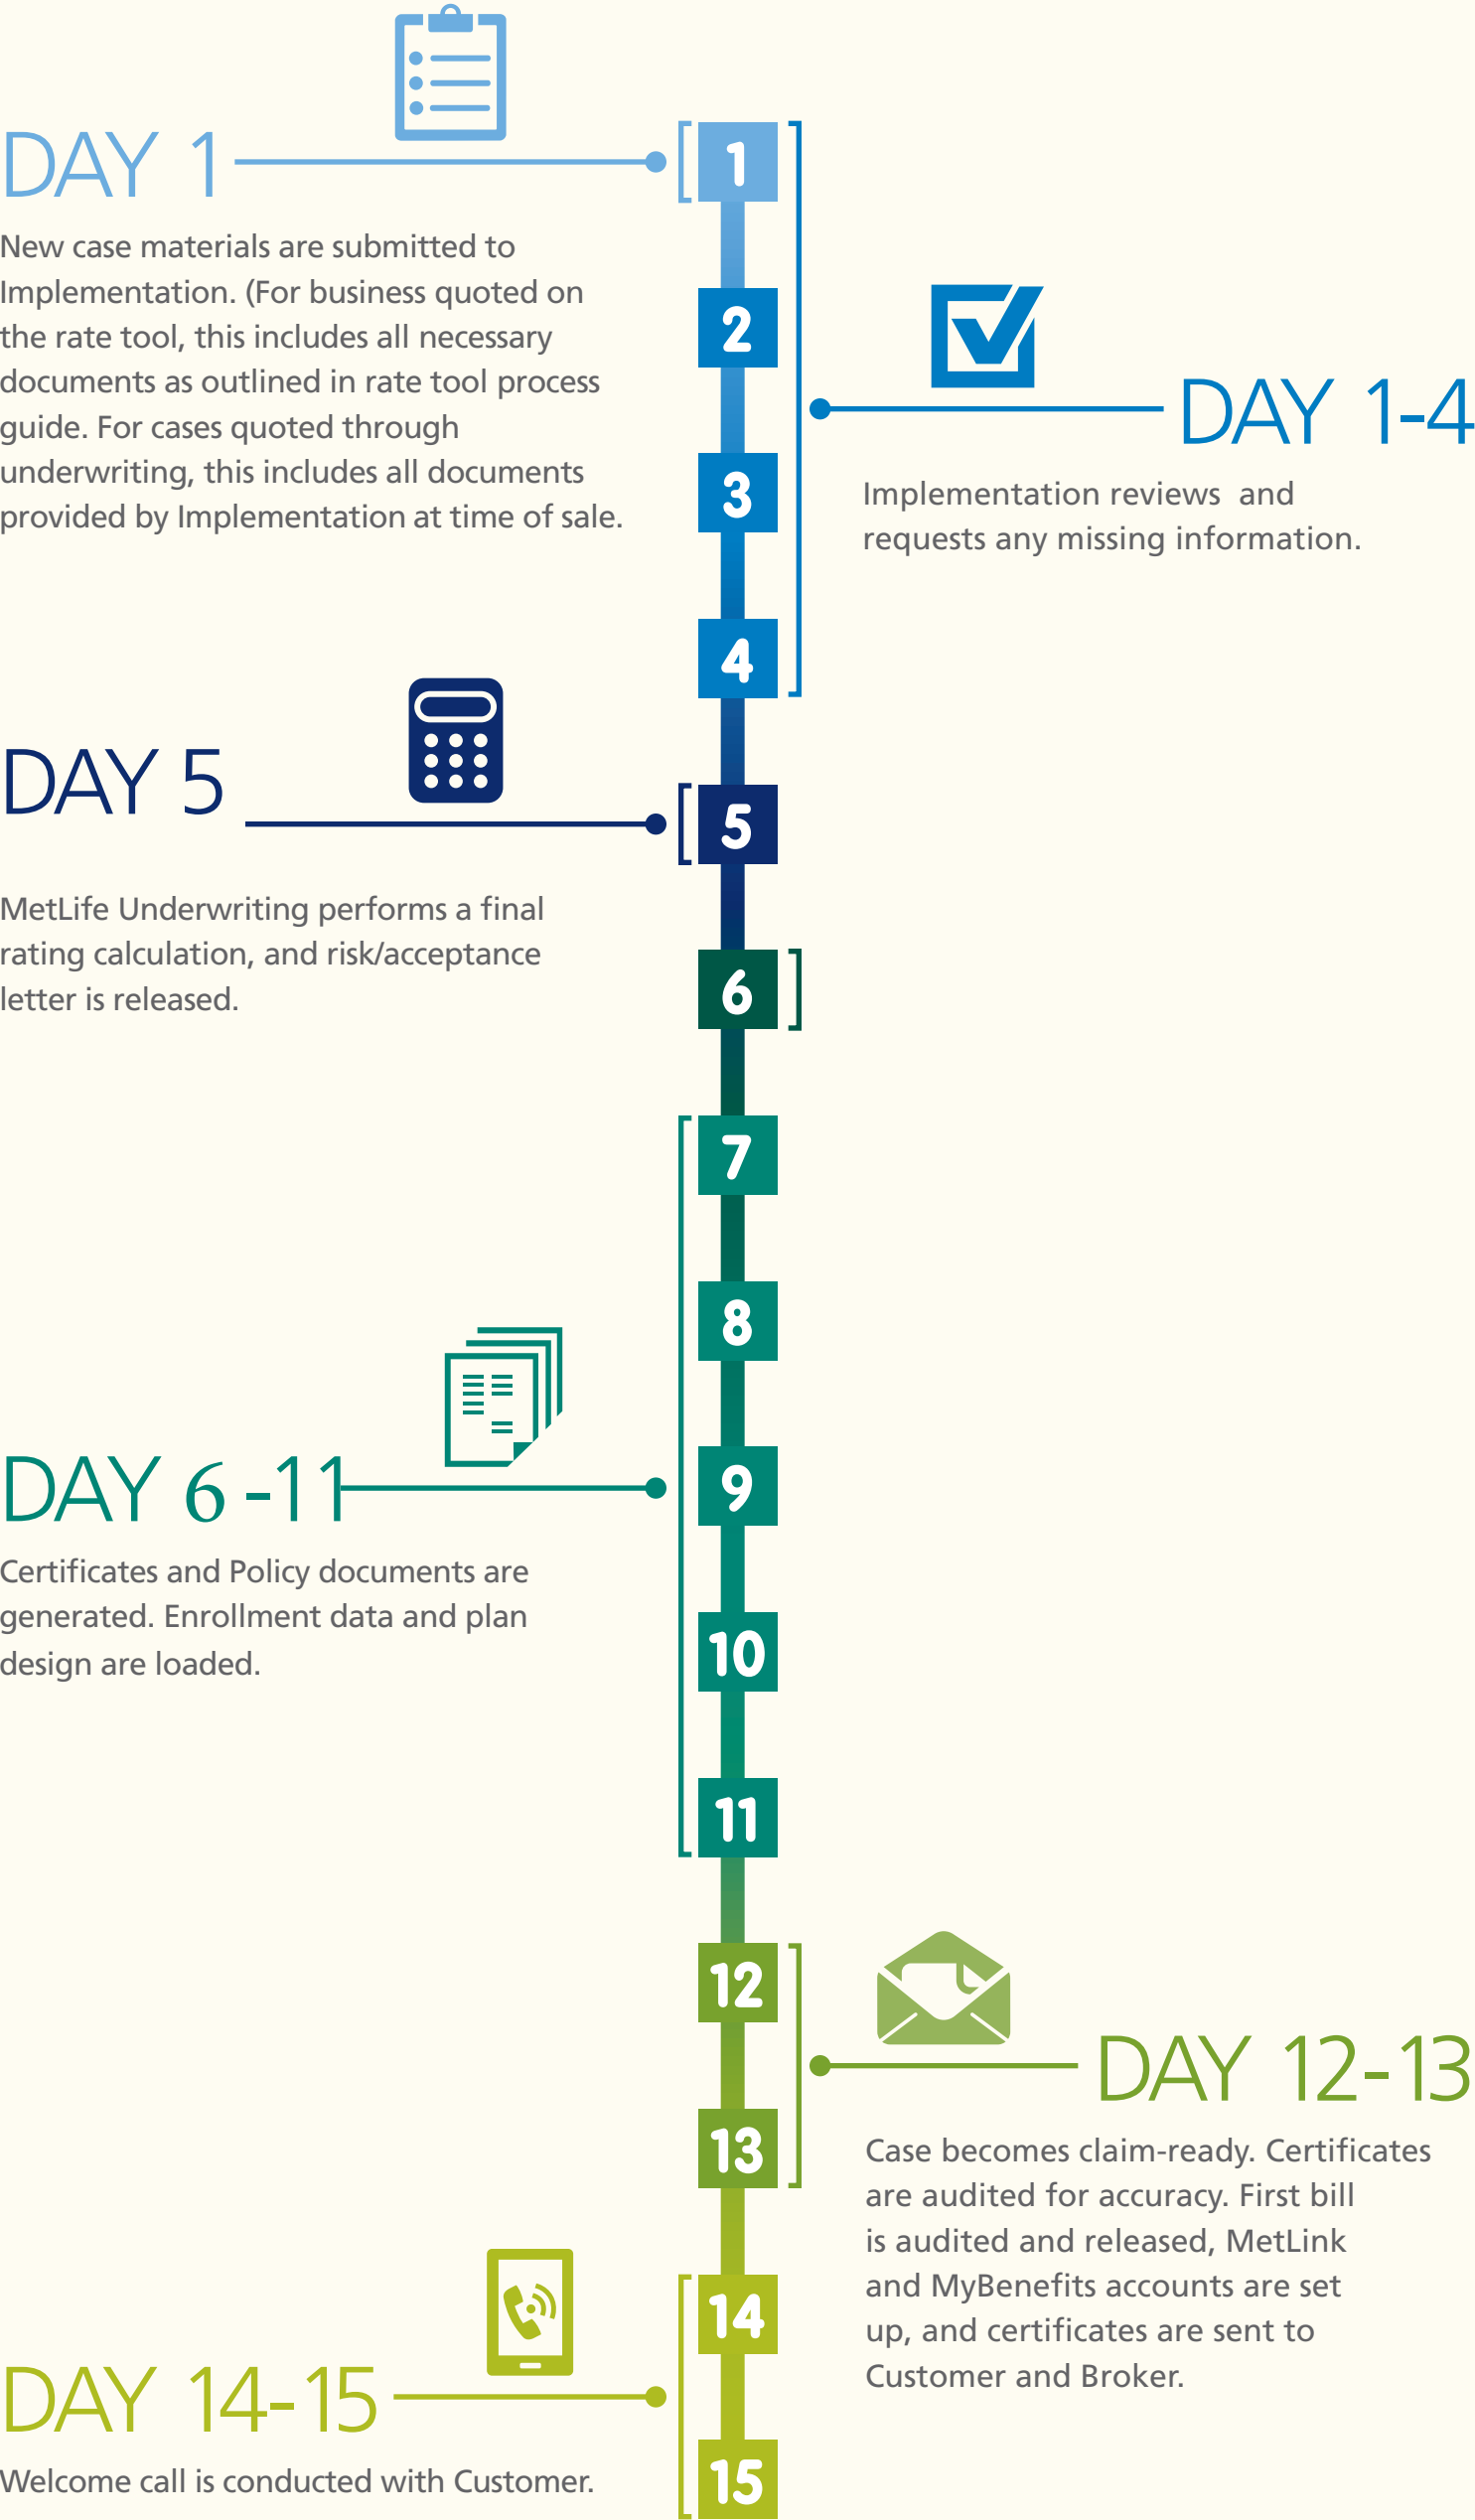 DAY 1
New case materials are submitted to
Implementation. (For business quoted on
the rate tool, this includes all necessary
documents as outlined in rate tool process
guide. For cases quoted through
underwriting, this includes all documents
provided by Implementation at time of sale.
1
2
3
4
DAY 1-4
Implementation reviews and
requests any missing information.
DAY 5
MetLife Underwriting performs a final
rating calculation, and risk/acceptance
letter is released.
5
6
7
8
9
10
11
DAY 6 -11
Certificates and Policy documents are
generated. Enrollment data and plan
design are loaded.
12
13
DAY 12-13
Case becomes claim-ready. Certificates
are audited for accuracy. First bill
is audited and released, MetLink
and MyBenefits accounts are set
up, and certificates are sent to
Customer and Broker.
14
15
DAY 14-15
Welcome call is conducted with Customer.